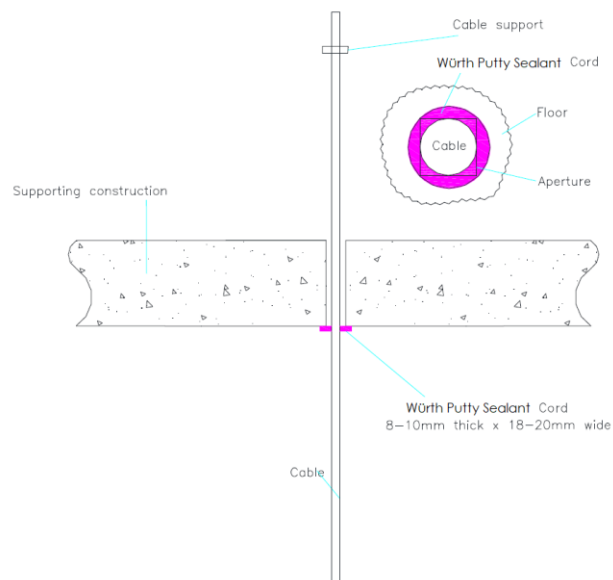 Cable support
Würth Putty Sealant Cord
Floor
Cable
Aperture
Supporting construction
Würth Putty Sealant Cord
8-10mm thick x 18-20mm wide
Cable